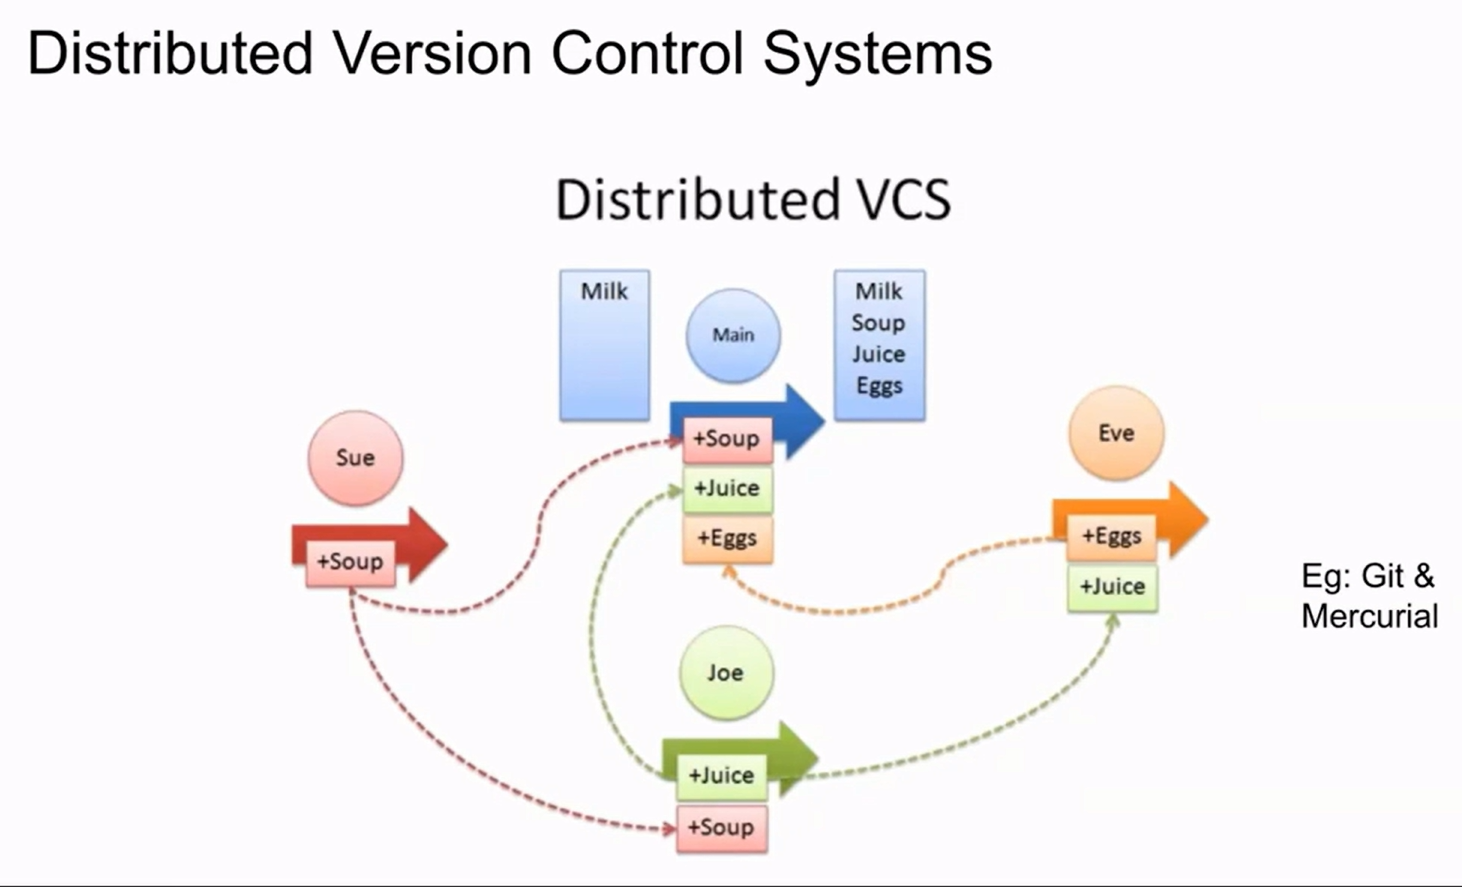 Distributed Version Control Systems
Distributed VCS
Milk
Main
Milk
Soup
Juice
Eggs
Sue
+Soup
+Soup
+Juice
+Eggs
Eve
+Eggs
+Juice
Eg: Git &
Mercurial
Joe
+Juice
+Soup